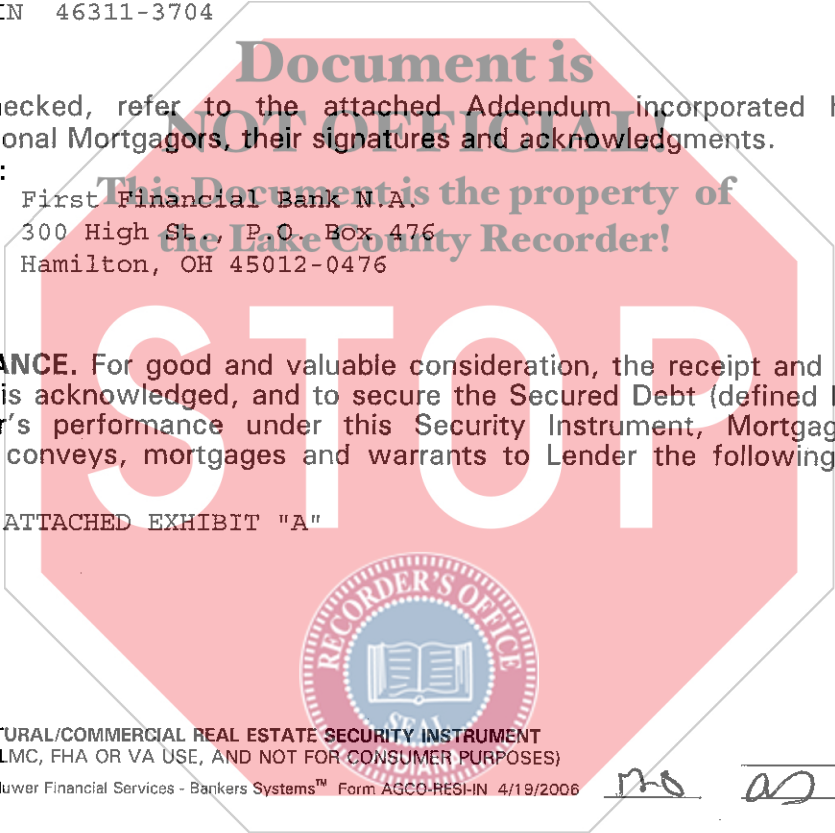 IN 46311-3704
Document is
ecked, refer to the attached Addendum incorporated
NOT OFFICIAL!
onal Mortgagors, their signatures and acknowledgments.
:
This Document is the property of
First Financial Bank N.A.
300 High St., P.O. Box 476
the Lake County Recorder!
Hamilton, OH 45012-0476
STOP
ANCE. For good and valuable consideration, the receipt and
is acknowledged, and to secure the Secured Debt (defined
r's performance under this Security Instrument, Mortgag
conveys, mortgages and warrants to Lender the following
ATTACHED EXHIBIT "A"
RECORDER'S OFFICE
SEAL
INDIANA
TURAL/COMMERCIAL REAL ESTATE SECURITY INSTRUMENT
LMC, FHA OR VA USE, AND NOT FOR CONSUMER PURPOSES)
luwer Financial Services - Bankers Systems™ Form AGCO-RESI-IN 4/19/2006